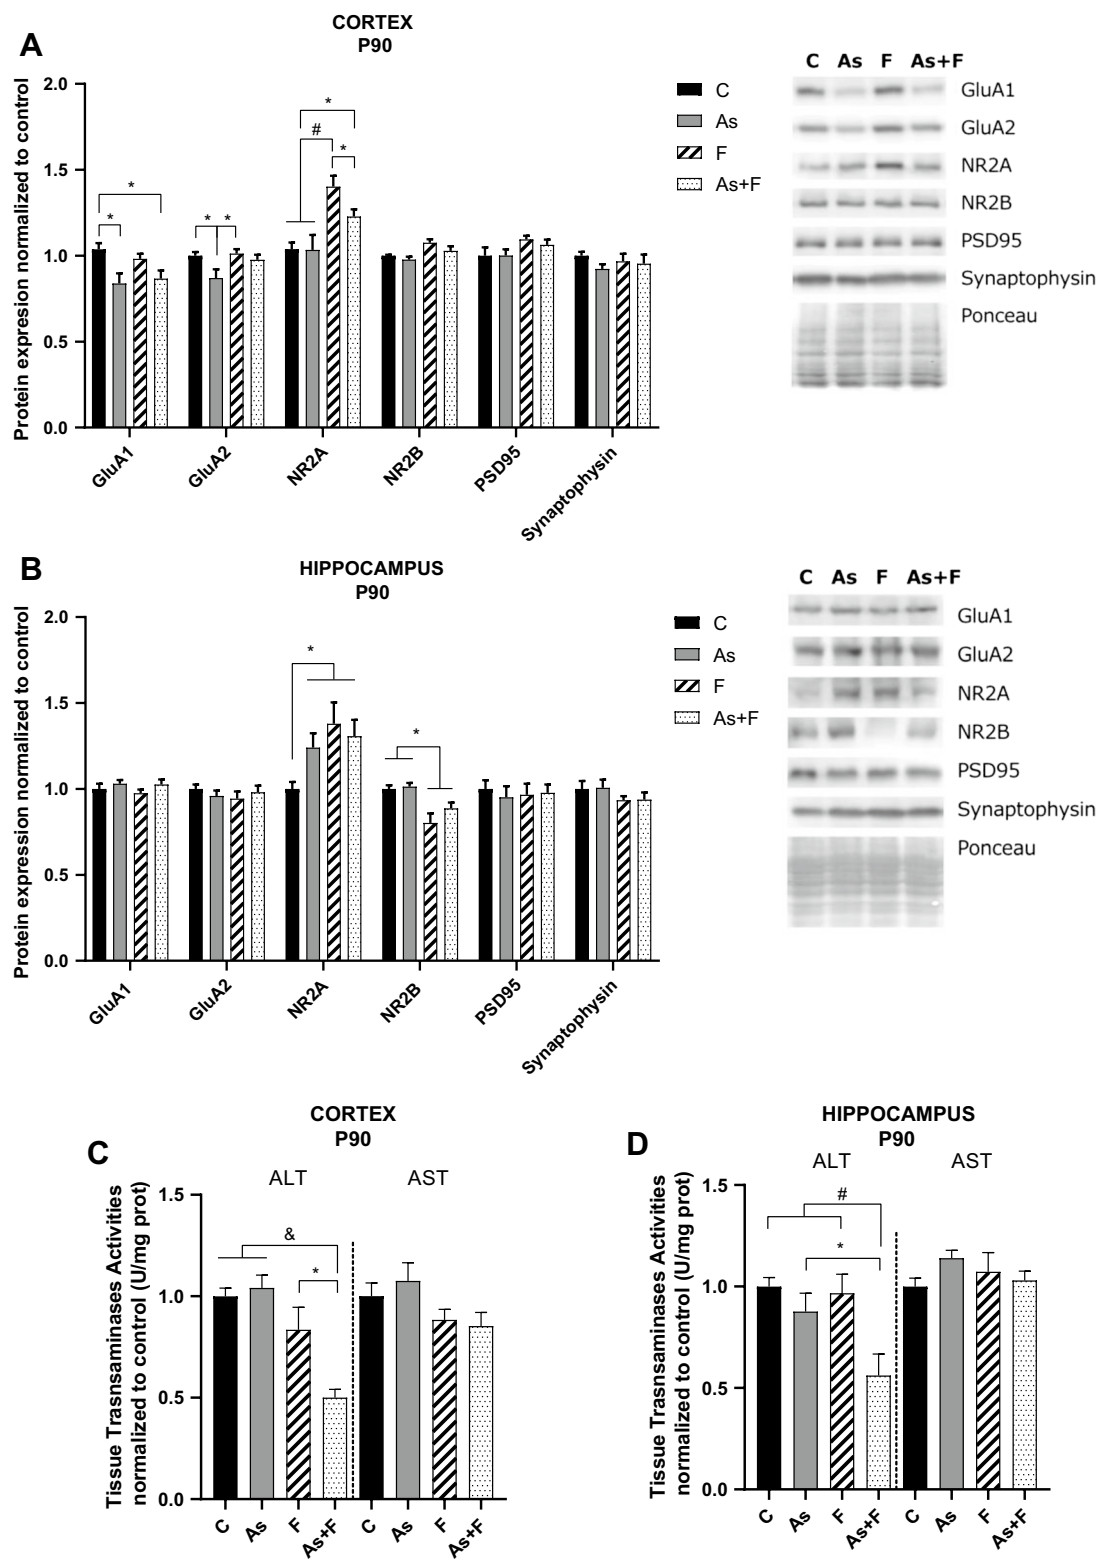 A
CORTEX
P90
Protein expresion normalized to control
2.0
1.5
1.0
0.5
0.0
*
*
*
*
*
#
*
GluA1
GluA2
NR2A
NR2B
PSD95
Synaptophysin
C
As
F
As+F
C As F As+F
GluA1
GluA2
NR2A
NR2B
PSD95
Synaptophysin
Ponceau
B
HIPPOCAMPUS
P90
Protein expresion normalized to control
2.0
1.5
1.0
0.5
0.0
*
*
GluA1
GluA2
NR2A
NR2B
PSD95
Synaptophysin
C
As
F
As+F
C As F As+F
GluA1
GluA2
NR2A
NR2B
PSD95
Synaptophysin
Ponceau
C
CORTEX
P90
ALT AST
Tissue Trasnsaminases Activities
normalized to control (U/mg prot)
1.5
1.0
0.5
0.0
&
*
C As F As+F C As F As+F
D
HIPPOCAMPUS
P90
ALT AST
Tissue Trasnsaminases Activities
normalized to control (U/mg prot)
1.5
1.0
0.5
0.0
#
*
C As F As+F C As F As+F